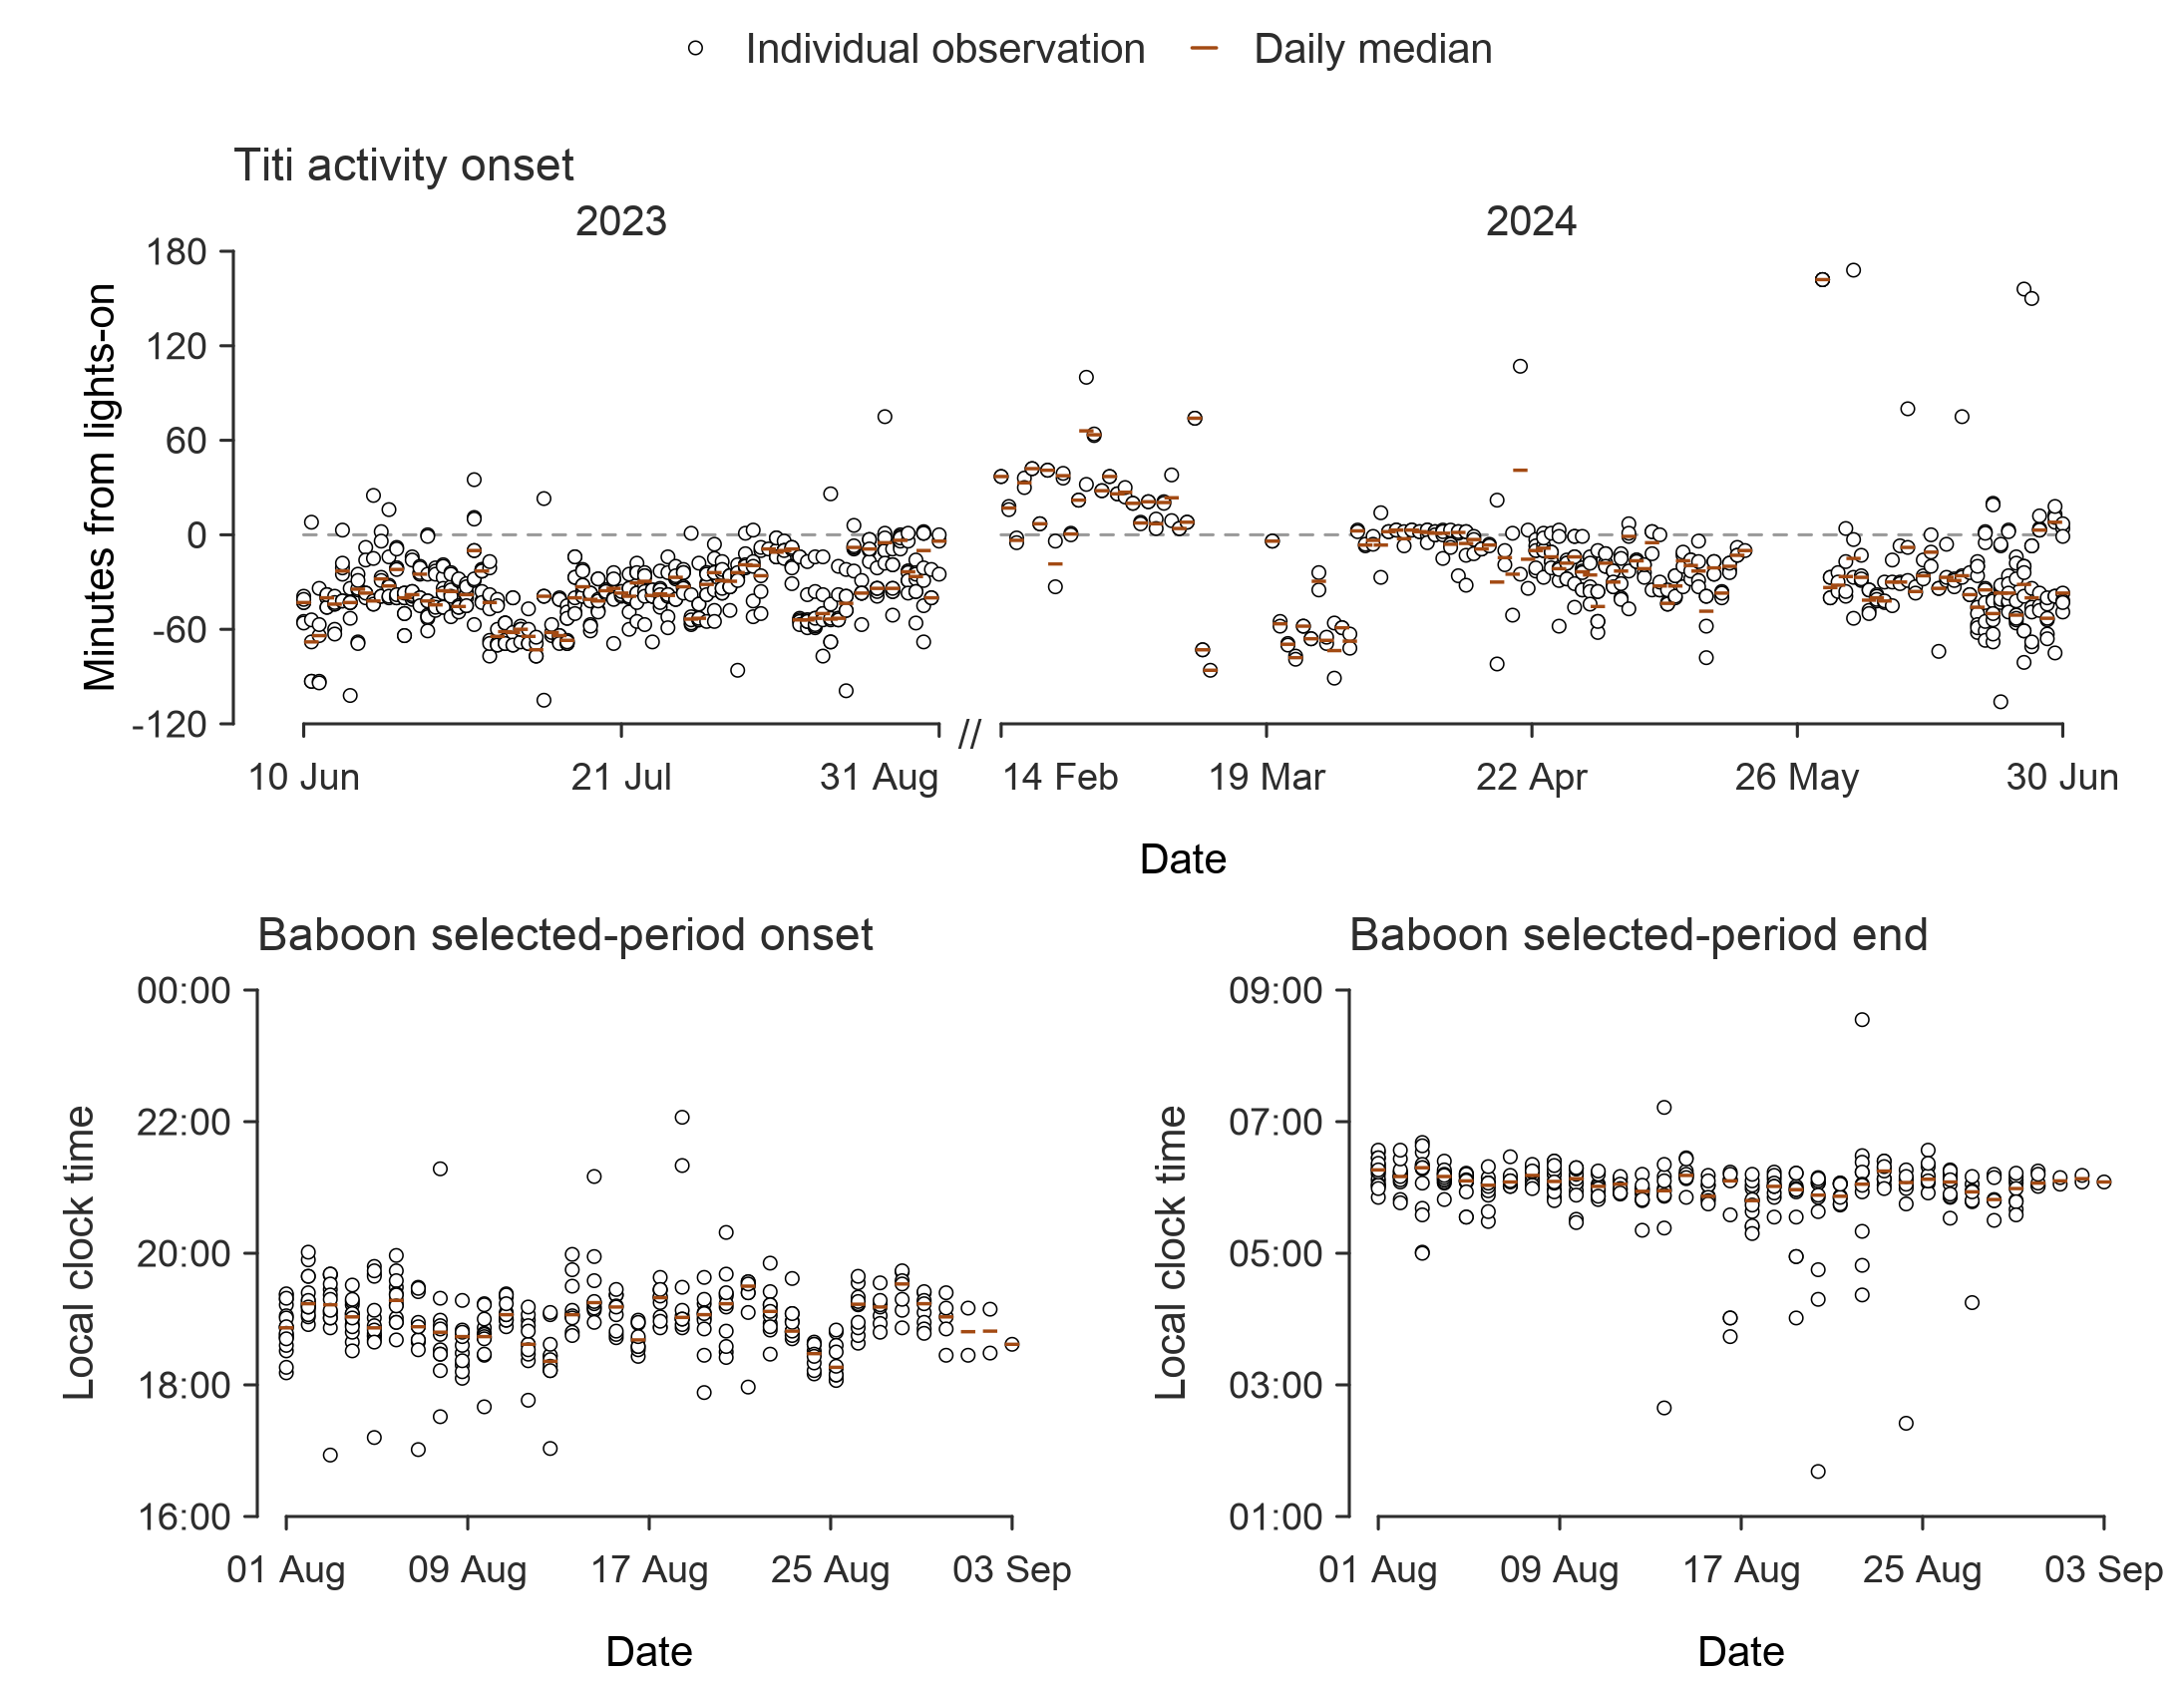 Individual observation Daily median
Titi activity onset
2023 2024
180
120
60
0
-60
-120
Minutes from lights-on
10 Jun 21 Jul 31 Aug // 14 Feb 19 Mar 22 Apr 26 May 30 Jun
Date
Baboon selected-period onset
00:00
22:00
20:00
18:00
16:00
Local clock time
01 Aug 09 Aug 17 Aug 25 Aug 03 Sep
Date
Baboon selected-period end
09:00
07:00
05:00
03:00
01:00
Local clock time
01 Aug 09 Aug 17 Aug 25 Aug 03 Sep
Date